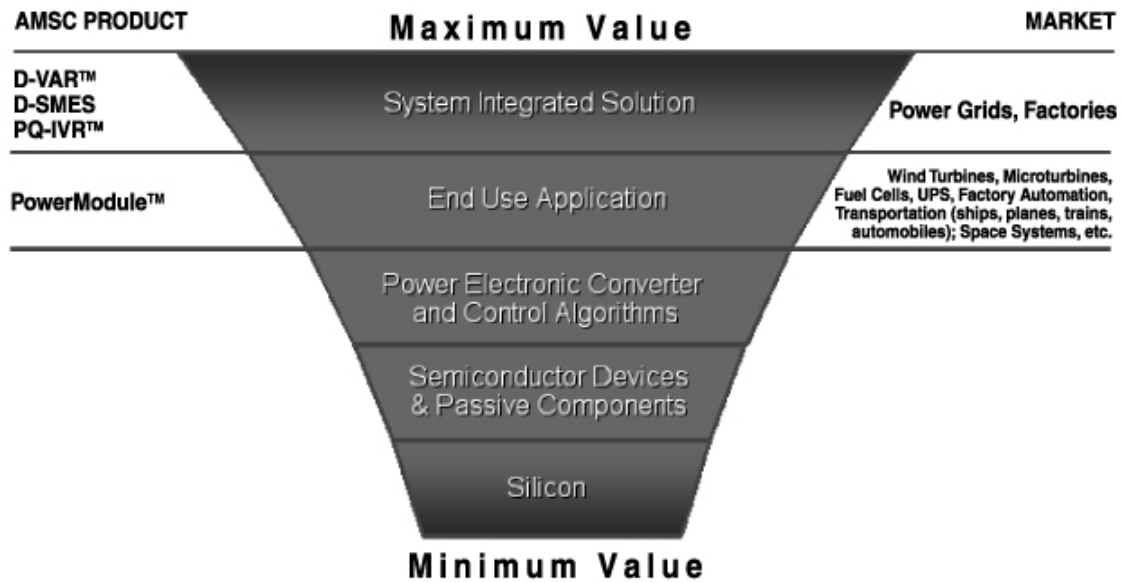 AMSC PRODUCT
Maximum Value
MARKET
D-VAR™
D-SMES
PQ-IVR™
System Integrated Solution
Power Grids, Factories
PowerModule™
End Use Application
Wind Turbines, Microturbines,
Fuel Cells, UPS, Factory Automation,
Transportation (ships, planes, trains,
automobiles); Space Systems, etc.
Power Electronic Converter
and Control Algorithms
Semiconductor Devices
& Passive Components
Silicon
Minimum Value